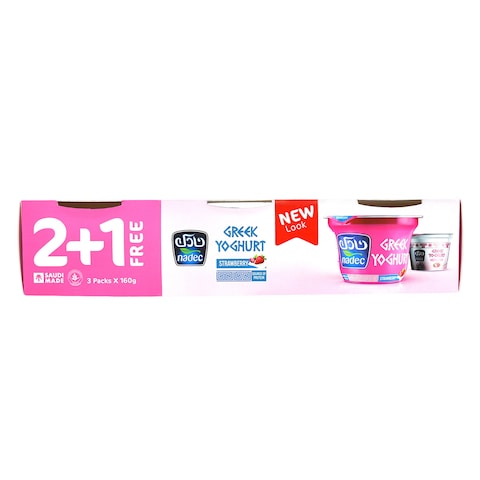 2+1
FREE
SAUDI
MADE
3 Packs X 160g
نادك
nadec
GREEK
YOGHURT
STRAWBERRY
NEW
Look
نادك
nadec
GREEK
YOGHURT
STRAWBERRY